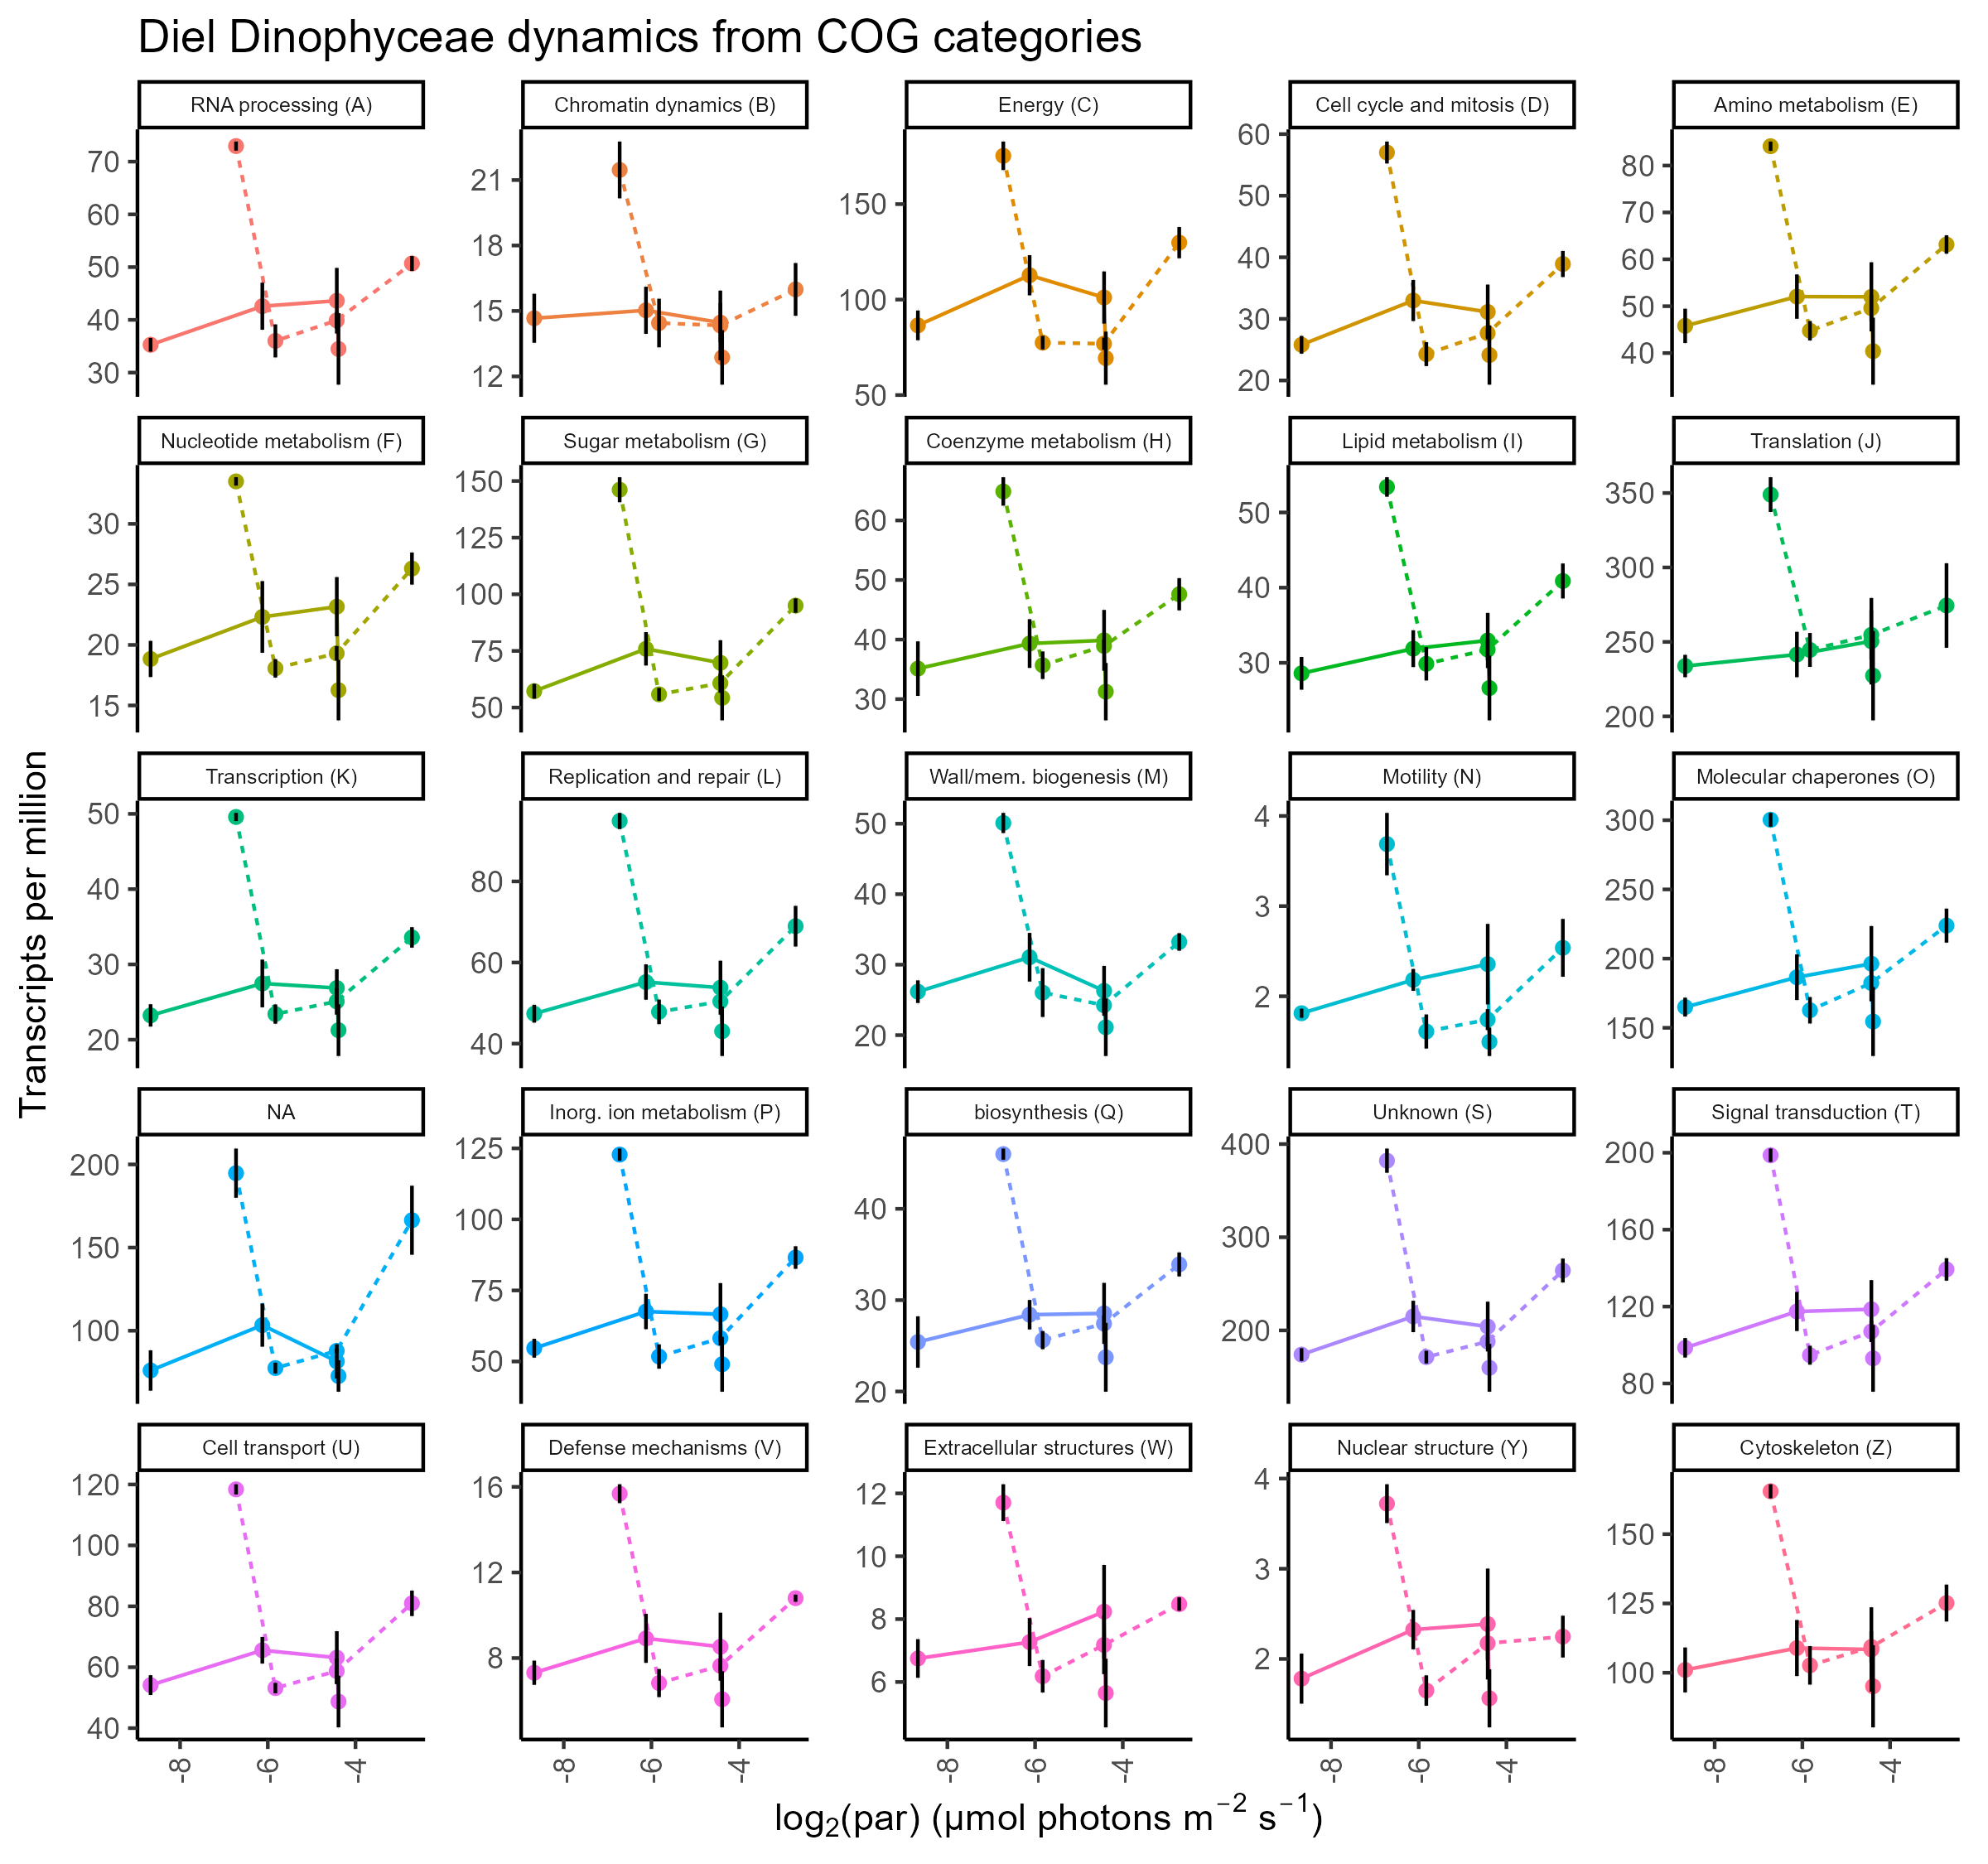 Diel Dinophyceae dynamics from COG categories
RNA processing (A)
70
60
50
40
30
Chromatin dynamics (B)
21
18
15
12
Energy (C)
150
100
50
Cell cycle and mitosis (D)
60
50
40
30
20
Amino metabolism (E)
80
70
60
50
40
Nucleotide metabolism (F)
30
25
20
15
Sugar metabolism (G)
150
125
100
75
50
Coenzyme metabolism (H)
60
50
40
30
Lipid metabolism (I)
50
40
30
Translation (J)
350
300
250
200
Transcripts per million
Transcription (K)
50
40
30
20
Replication and repair (L)
80
60
40
Wall/mem. biogenesis (M)
50
40
30
20
Motility (N)
4
3
2
Molecular chaperones (O)
300
250
200
150
NA
200
150
100
Inorg. ion metabolism (P)
125
100
75
50
biosynthesis (Q)
40
30
20
Unknown (S)
400
300
200
Signal transduction (T)
200
160
120
80
Cell transport (U)
120
100
80
60
40
Defense mechanisms (V)
16
12
8
Extracellular structures (W)
12
10
8
6
Nuclear structure (Y)
4
3
2
Cytoskeleton (Z)
150
125
100
-8 -6 -4
-8 -6 -4
-8 -6 -4
-8 -6 -4
-8 -6 -4
log₂(par) (μmol photons m⁻² s⁻¹)